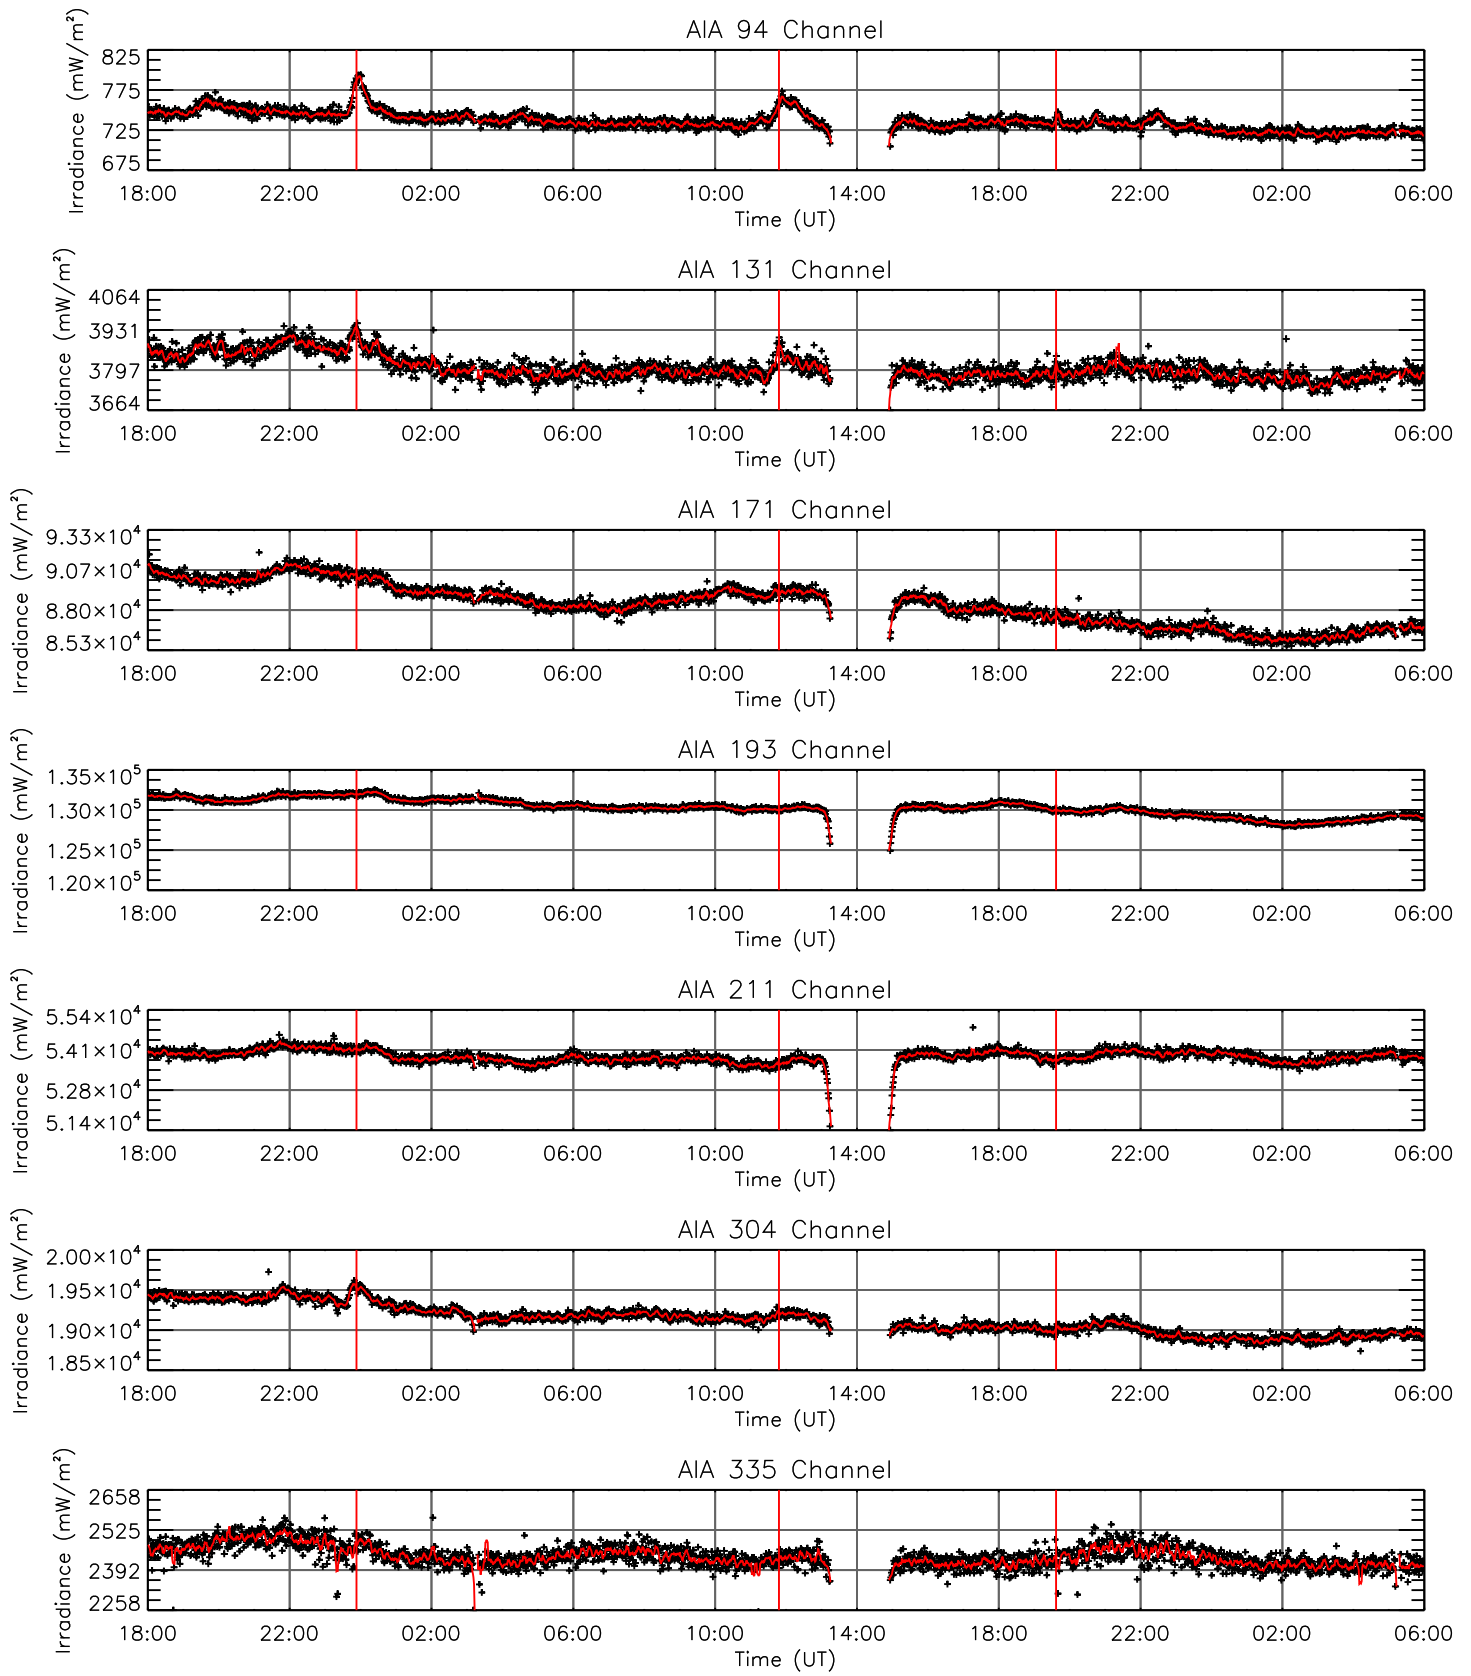 AIA 94 Channel
Irradiance (mW/m²)
825
775
725
675
18:00 22:00 02:00 06:00 10:00 14:00 18:00 22:00 02:00 06:00
Time (UT)
AIA 131 Channel
Irradiance (mW/m²)
4064
3931
3797
3664
18:00 22:00 02:00 06:00 10:00 14:00 18:00 22:00 02:00 06:00
Time (UT)
AIA 171 Channel
Irradiance (mW/m²)
9.33×10⁴
9.07×10⁴
8.80×10⁴
8.53×10⁴
18:00 22:00 02:00 06:00 10:00 14:00 18:00 22:00 02:00 06:00
Time (UT)
AIA 193 Channel
Irradiance (mW/m²)
1.35×10⁵
1.30×10⁵
1.25×10⁵
1.20×10⁵
18:00 22:00 02:00 06:00 10:00 14:00 18:00 22:00 02:00 06:00
Time (UT)
AIA 211 Channel
Irradiance (mW/m²)
5.54×10⁴
5.41×10⁴
5.28×10⁴
5.14×10⁴
18:00 22:00 02:00 06:00 10:00 14:00 18:00 22:00 02:00 06:00
Time (UT)
AIA 304 Channel
Irradiance (mW/m²)
2.00×10⁴
1.95×10⁴
1.90×10⁴
1.85×10⁴
18:00 22:00 02:00 06:00 10:00 14:00 18:00 22:00 02:00 06:00
Time (UT)
AIA 335 Channel
Irradiance (mW/m²)
2658
2525
2392
2258
18:00 22:00 02:00 06:00 10:00 14:00 18:00 22:00 02:00 06:00
Time (UT)